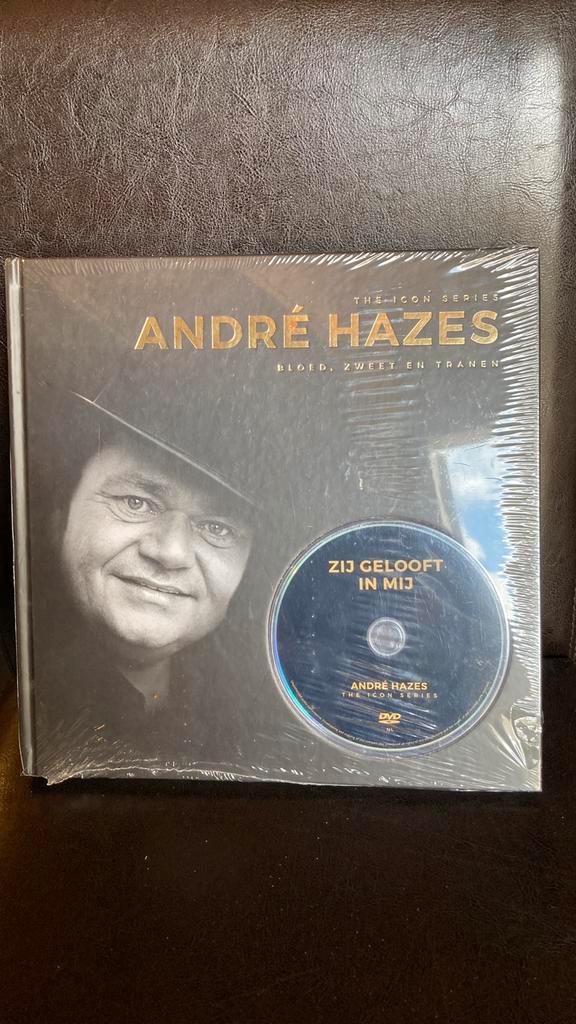 THE ICON SERIES
ANDRÉ HAZES
BLOED, ZWEET EN TRANEN
ZIJ GELOOFT
IN MIJ
ANDRÉ HAZES
THE ICON SERIES
DVD
NL